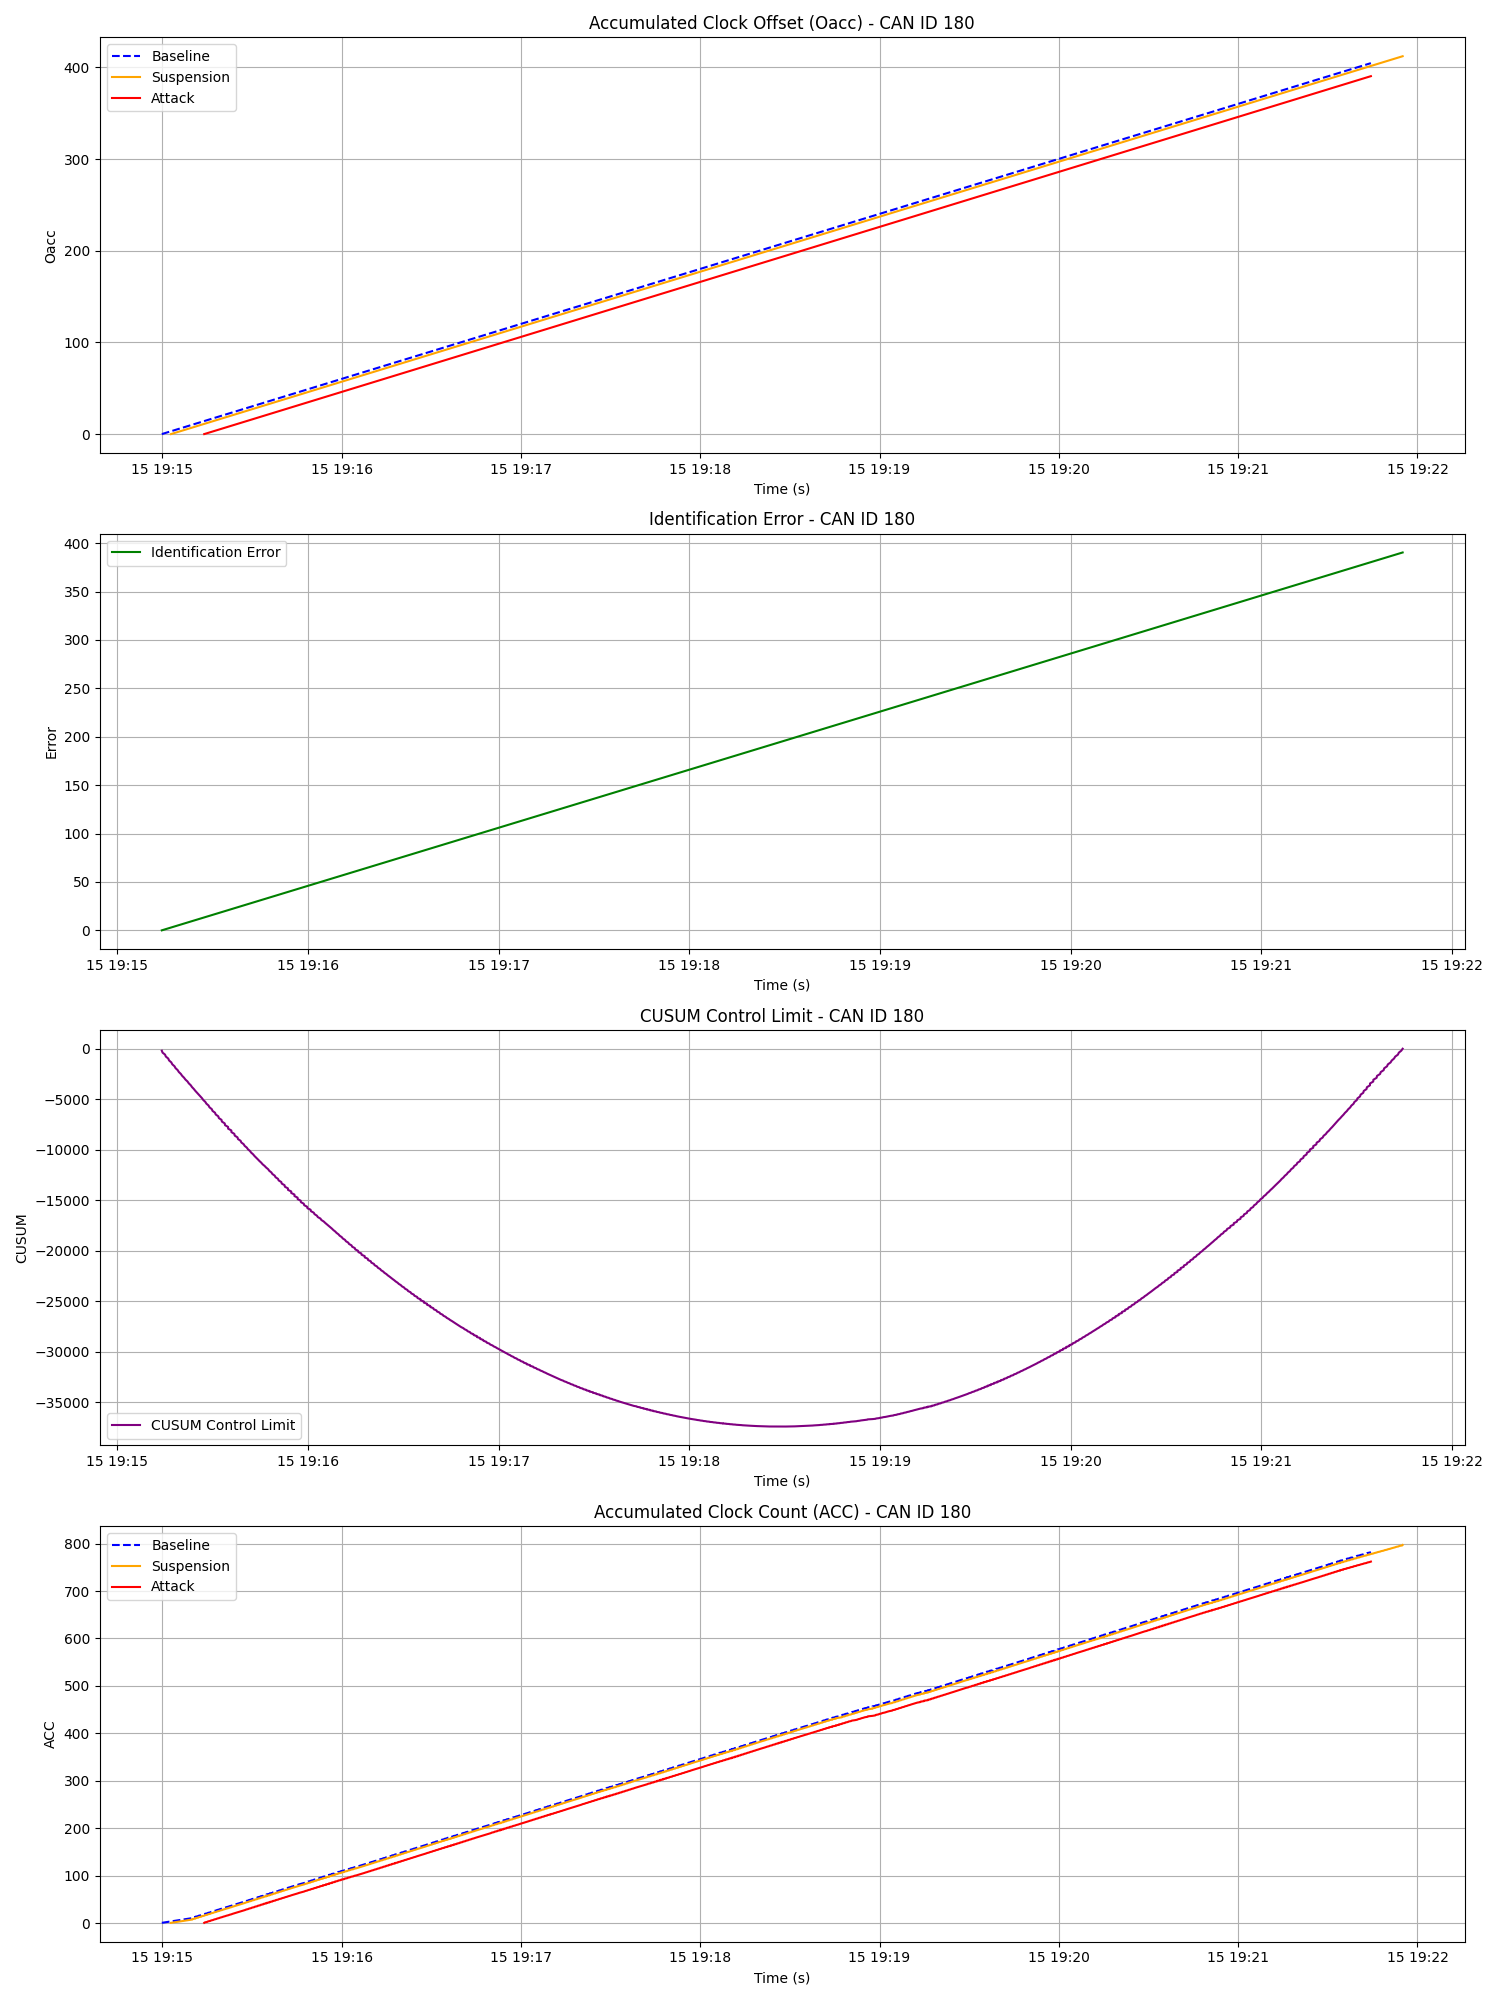 Accumulated Clock Offset (Oacc) - CAN ID 180
Baseline
Suspension
Attack
400
300
200
100
0
Oacc
15 19:15 15 19:16 15 19:17 15 19:18 15 19:19 15 19:20 15 19:21 15 19:22
Time (s)
Identification Error - CAN ID 180
Identification Error
400
350
300
250
200
150
100
50
0
Error
15 19:15 15 19:16 15 19:17 15 19:18 15 19:19 15 19:20 15 19:21 15 19:22
Time (s)
CUSUM Control Limit - CAN ID 180
0
−5000
−10000
−15000
−20000
−25000
−30000
−35000
CUSUM
CUSUM Control Limit
15 19:15 15 19:16 15 19:17 15 19:18 15 19:19 15 19:20 15 19:21 15 19:22
Time (s)
Accumulated Clock Count (ACC) - CAN ID 180
Baseline
Suspension
Attack
800
700
600
500
400
300
200
100
0
ACC
15 19:15 15 19:16 15 19:17 15 19:18 15 19:19 15 19:20 15 19:21 15 19:22
Time (s)